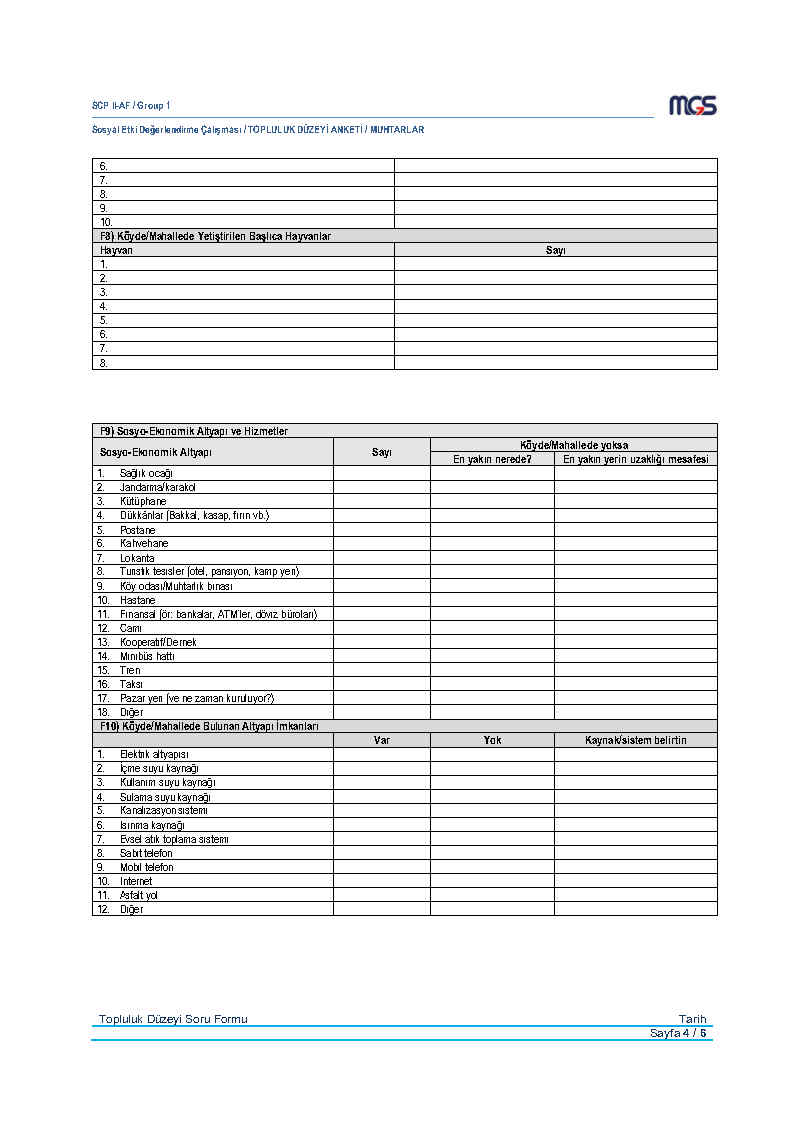 SCP II-AF / Group 1
MGS
Sosyal Etki Değerlendirme Çalışması / TOPLULUK DÜZEYİ ANKETİ / MUHTARLAR
6.
7.
8.
9.
10.
F8) Köyde/Mahallede Yetiştirilen Başlıca Hayvanlar
Hayvan Sayı
1.
2.
3.
4.
5.
6.
7.
8.
F9) Sosyo-Ekonomik Altyapı ve Hizmetler
Sosyo-Ekonomik Altyapı Sayı Köyde/Mahallede yoksa
En yakın nerede? En yakın yerin uzaklığı mesafesi
1. Sağlık ocağı
2. Jandarma/karakol
3. Kütüphane
4. Dükkânlar (Bakkal, kasap, fırın vb.)
5. Postane
6. Kahvehane
7. Lokanta
8. Turistik tesisler (otel, pansiyon, kamp yeri)
9. Köy odası/Muhtarlık binası
10. Hastane
11. Finansal (ör: bankalar, ATM'ler, döviz büroları)
12. Cami
13. Kooperatif/Dernek
14. Minibüs hattı
15. Tren
16. Taksi
17. Pazar yeri (ve ne zaman kuruluyor?)
18. Diğer
F10) Köyde/Mahallede Bulunan Altyapı İmkanları
Var Yok Kaynak/sistem belirtin
1. Elektrik altyapısı
2. İçme suyu kaynağı
3. Kullanım suyu kaynağı
4. Sulama suyu kaynağı
5. Kanalizasyon sistemi
6. Isınma kaynağı
7. Evsel atık toplama sistemi
8. Sabit telefon
9. Mobil telefon
10. İnternet
11. Asfalt yol
12. Diğer
Topluluk Düzeyi Soru Formu Tarih
Sayfa 4 / 6